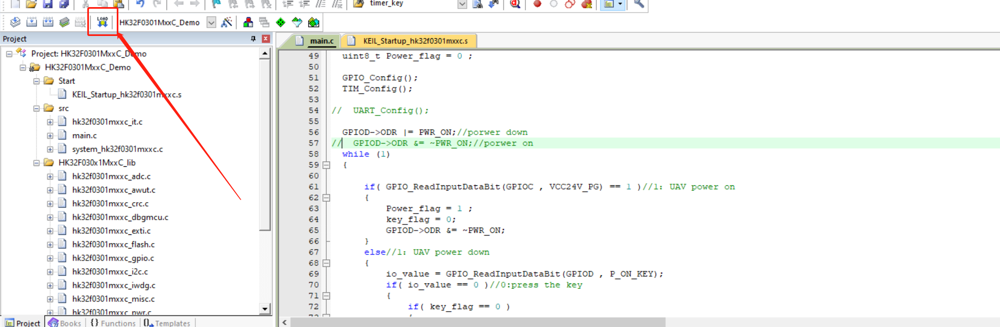 timer_key
LOAD
HK32F0301MxxC_Demo
Project
Project: HK32F0301MxxC_Demo
HK32F0301MxxC_Demo
Start
KEIL_Startup_hk32f0301mxxc.s
src
hk32f0301mxxc_it.c
main.c
system_hk32f0301mxxc.c
HK32F030x1MxxC_lib
hk32f0301mxxc_adc.c
hk32f0301mxxc_awut.c
hk32f0301mxxc_crc.c
hk32f0301mxxc_dbgmcu.c
hk32f0301mxxc_exti.c
hk32f0301mxxc_flash.c
hk32f0301mxxc_gpio.c
hk32f0301mxxc_i2c.c
hk32f0301mxxc_iwdg.c
hk32f0301mxxc_misc.c
hk32f0301mxxc_pwr.c
Project Books {} Functions 0 Templates
main.c KEIL_Startup_hk32f0301mxxc.s
49 uint8_t Power_flag = 0 ;
50
51 GPIO_Config();
52 TIM_Config();
53
54 // UART_Config();
55
56 GPIOD->ODR |= PWR_ON;//porwer down
57 // GPIOD->ODR &= ~PWR_ON;//porwer on
58 while (1)
59 {
60
61 if( GPIO_ReadInputDataBit(GPIOC , VCC24V_PG) == 1 )//1: UAV power on
62 {
63 Power_flag = 1 ;
64 key_flag = 0;
65 GPIOD->ODR &= ~PWR_ON;
66 }
67 else//1: UAV power down
68 {
69 io_value = GPIO_ReadInputDataBit(GPIOD , P_ON_KEY);
70 if( io_value == 0 )//0:press the key
71 {
72 if( key_flag == 0 )